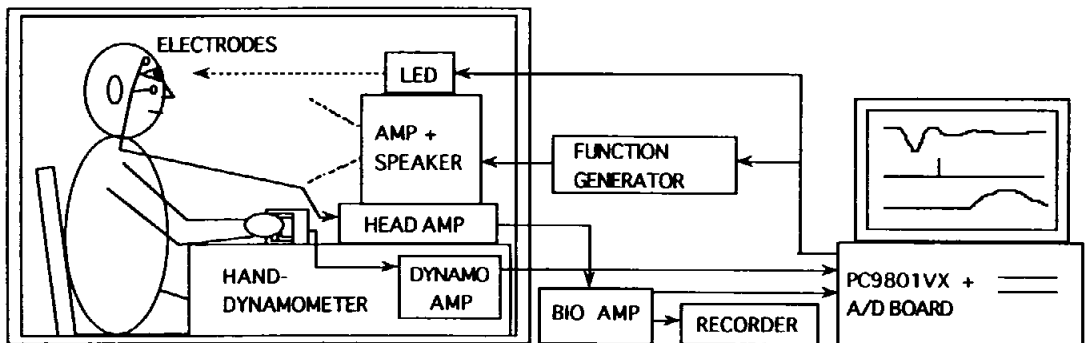 ELECTRODES
LED
AMP +
SPEAKER
FUNCTION
GENERATOR
HEAD AMP
HAND-
DYNAMOMETER
DYNAMO
AMP
BIO AMP
RECORDER
PC9801VX +
A/D BOARD